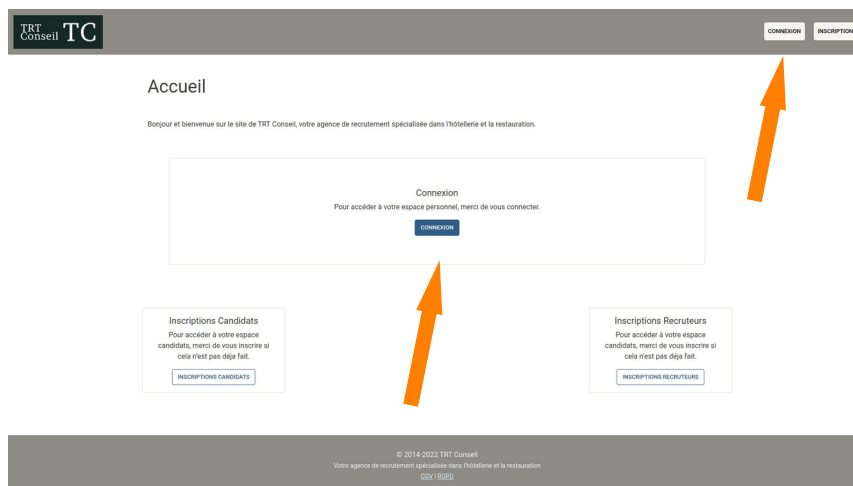 TRT
Conseil TC
CONNEXION INSCRIPTION
Accueil
Bonjour et bienvenue sur le site de TRT Conseil, votre agence de recrutement spécialisée dans l'hôtellerie et la restauration.
Connexion
Pour accéder à votre espace personnel, merci de vous connecter.
CONNEXION
Inscriptions Candidats
Pour accéder à votre espace
candidats, merci de vous inscrire si
cela n'est pas déja fait.
INSCRIPTIONS CANDIDATS
Inscriptions Recruteurs
Pour accéder à votre espace
candidats, merci de vous inscrire si
cela n'est pas déja fait.
INSCRIPTIONS RECRUTEURS
© 2014-2022 TRT Conseil
Votre agence de recrutement spécialisée dans l'hôtellerie et la restauration
CGV | RGPD